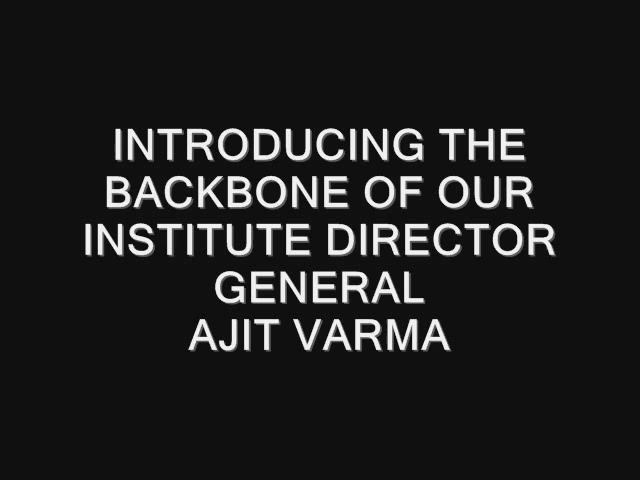 INTRODUCING THE
BACKBONE OF OUR
INSTITUTE DIRECTOR
GENERAL
AJIT VARMA